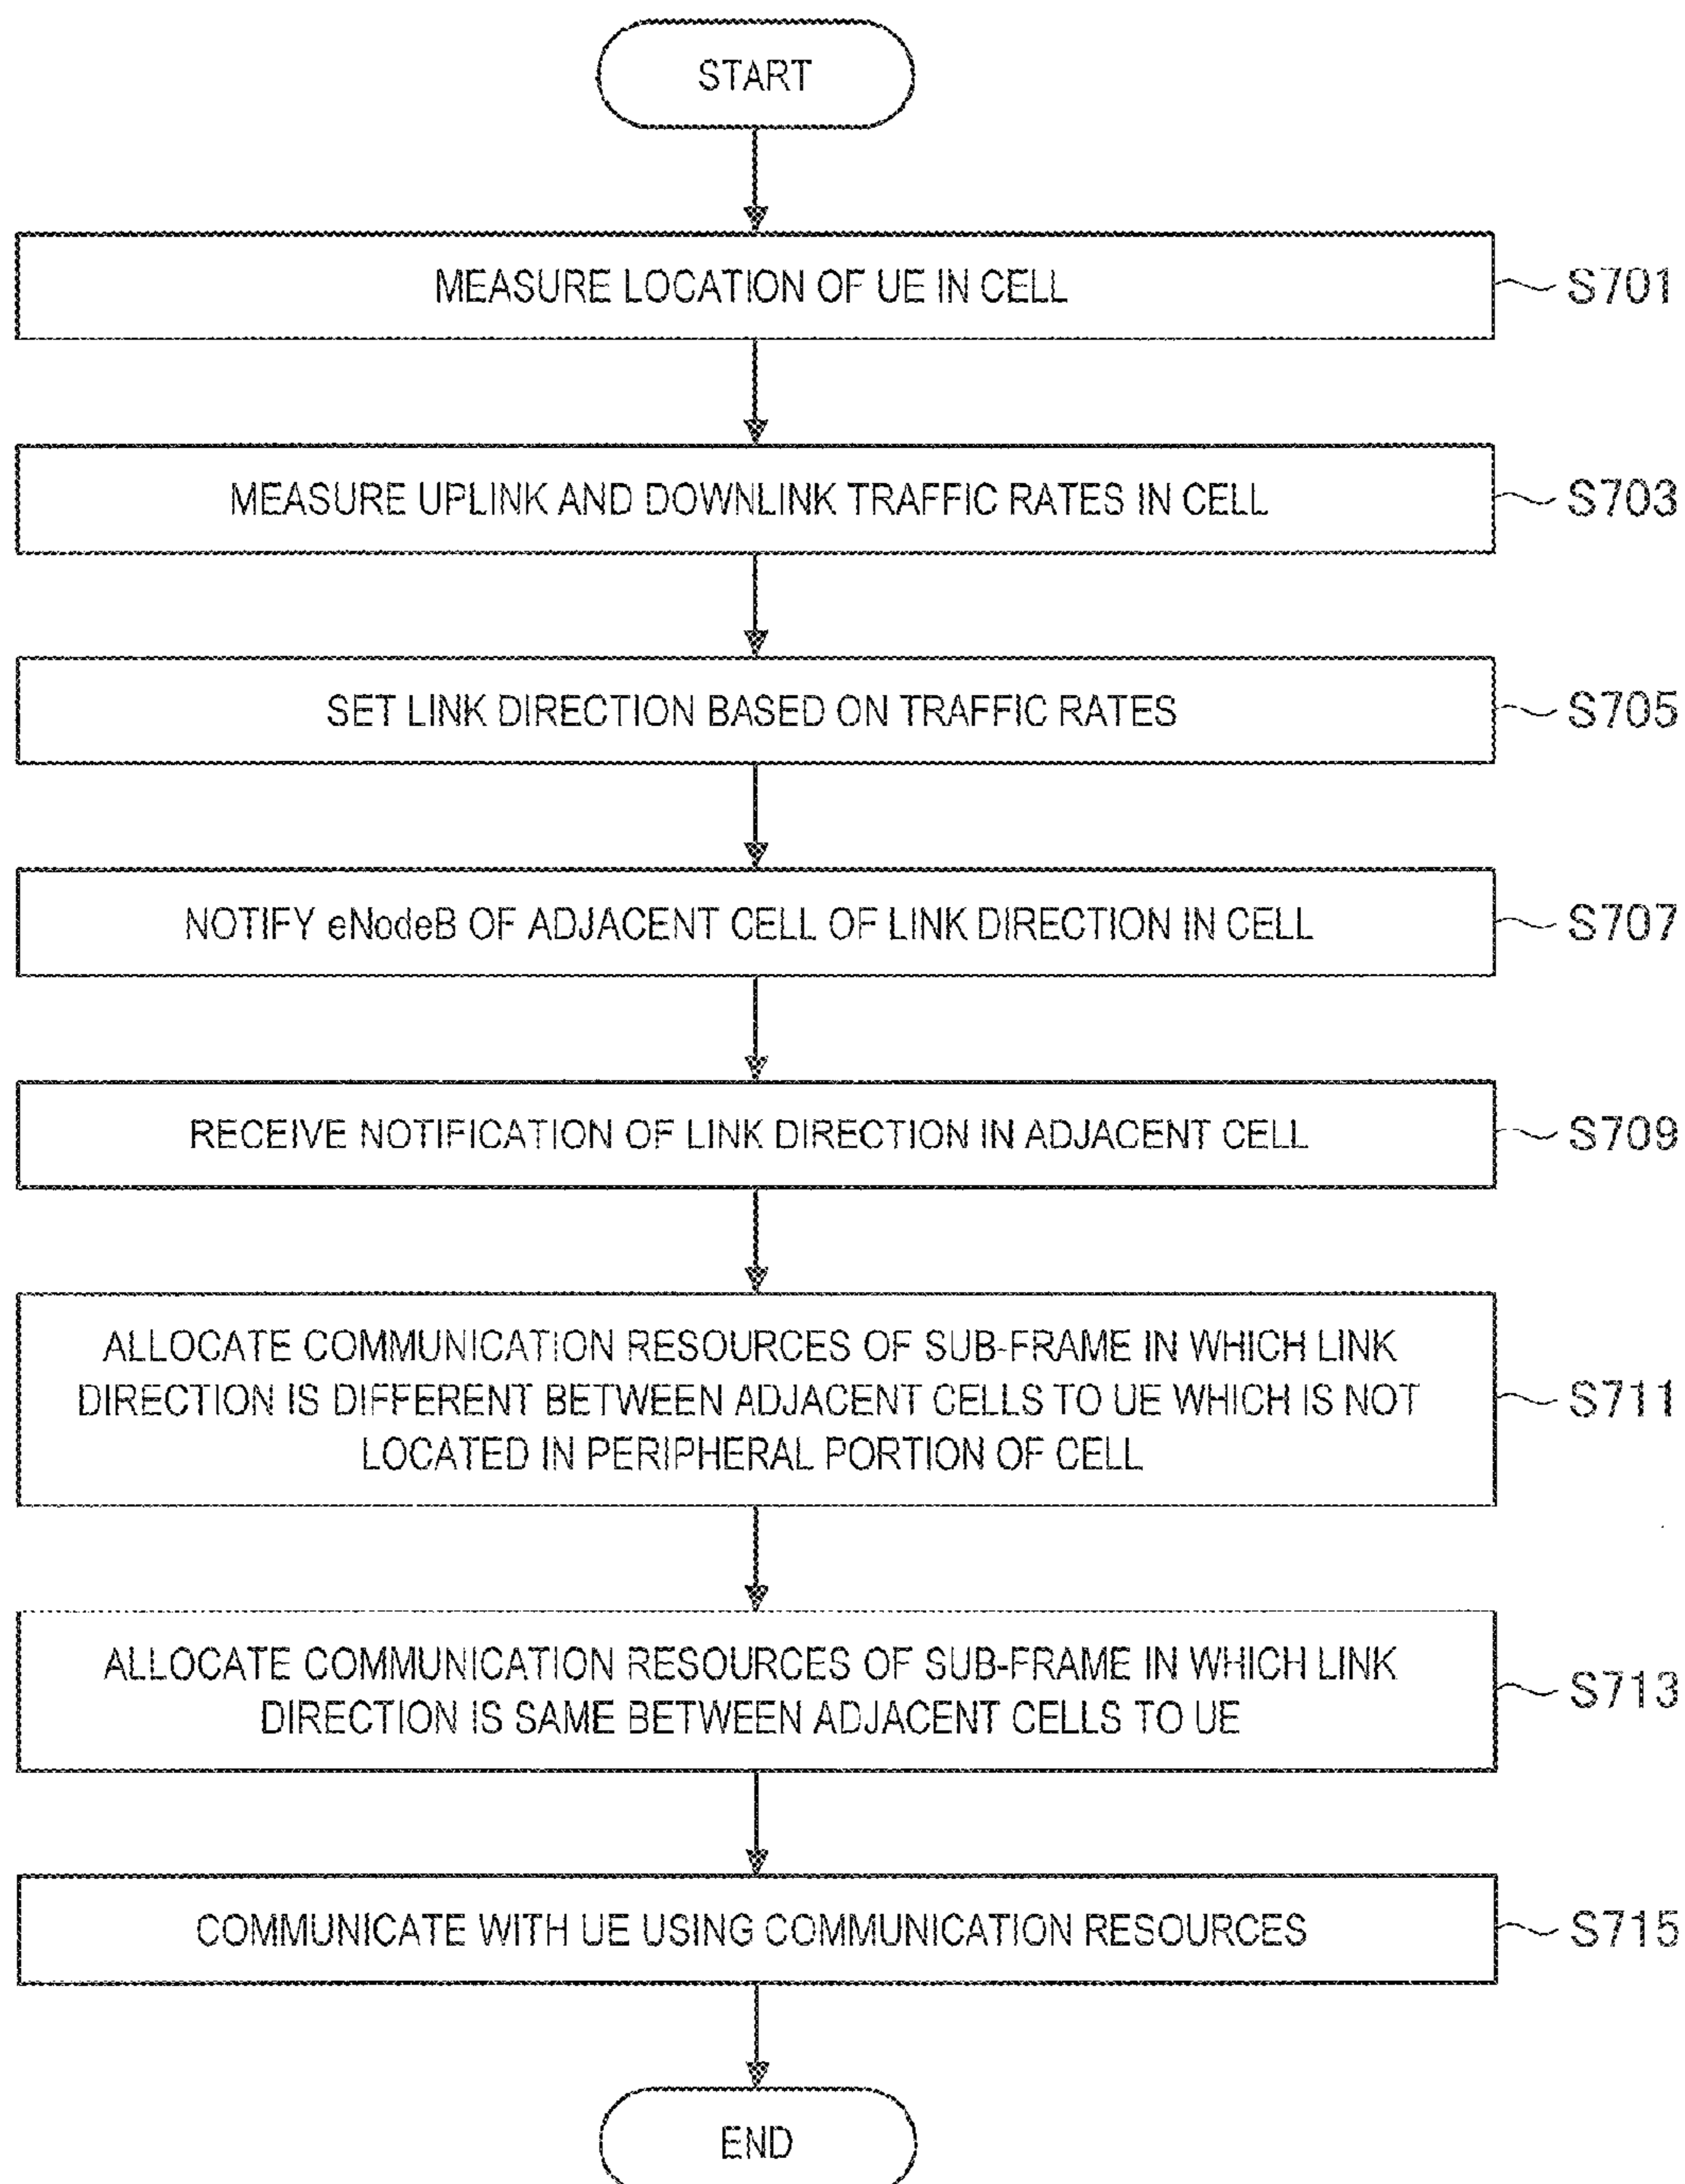 START
MEASURE LOCATION OF UE IN CELL
S701
MEASURE UPLINK AND DOWNLINK TRAFFIC RATES IN CELL
S703
SET LINK DIRECTION BASED ON TRAFFIC RATES
S705
NOTIFY eNodeB OF ADJACENT CELL OF LINK DIRECTION IN CELL
S707
RECEIVE NOTIFICATION OF LINK DIRECTION IN ADJACENT CELL
S709
ALLOCATE COMMUNICATION RESOURCES OF SUB-FRAME IN WHICH LINK
DIRECTION IS DIFFERENT BETWEEN ADJACENT CELLS TO UE WHICH IS NOT
LOCATED IN PERIPHERAL PORTION OF CELL
S711
ALLOCATE COMMUNICATION RESOURCES OF SUB-FRAME IN WHICH LINK
DIRECTION IS SAME BETWEEN ADJACENT CELLS TO UE
S713
COMMUNICATE WITH UE USING COMMUNICATION RESOURCES
S715
END